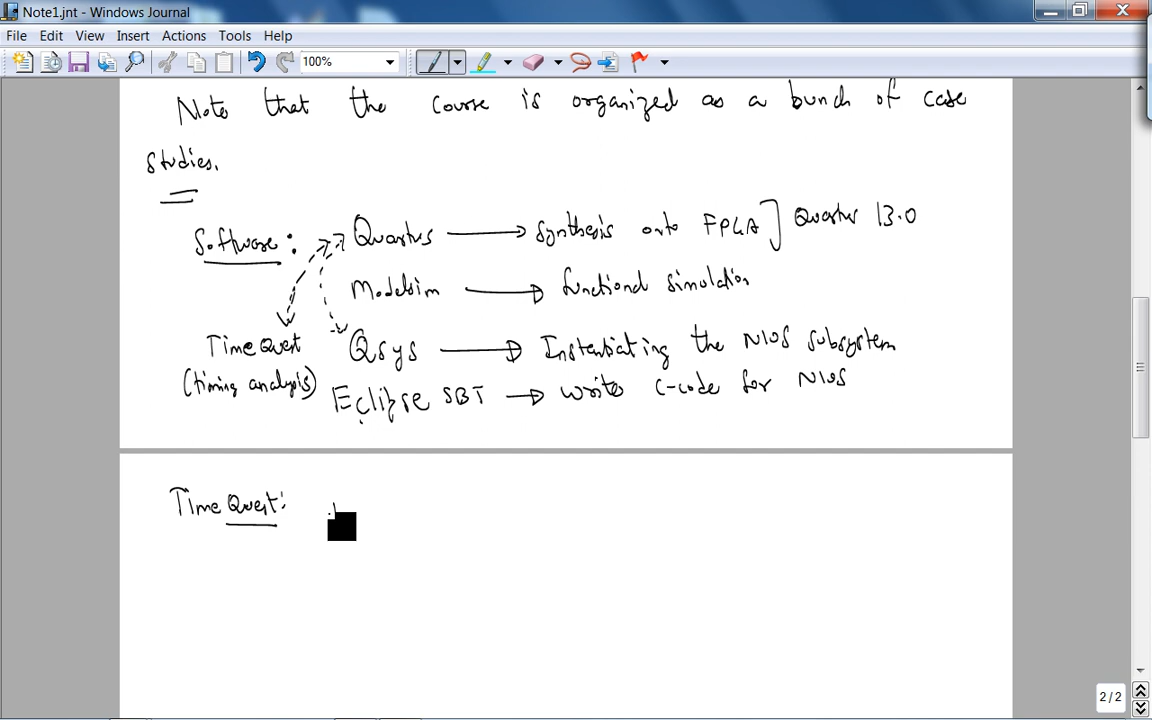 Note1.jnt - Windows Journal
File Edit View Insert Actions Tools Help
100%
Note that the course is organized as a bunch of case
studies.
Software: Quartus → Synthesis onto FPGA ] Quartus 13.0
Modelsim → functional simulation
TimeQuest
(timing analysis)
Qsys → Instantiating the NIOS subsystem
Eclipse SBT → write C-code for NIOS
TimeQuest:
2 / 2